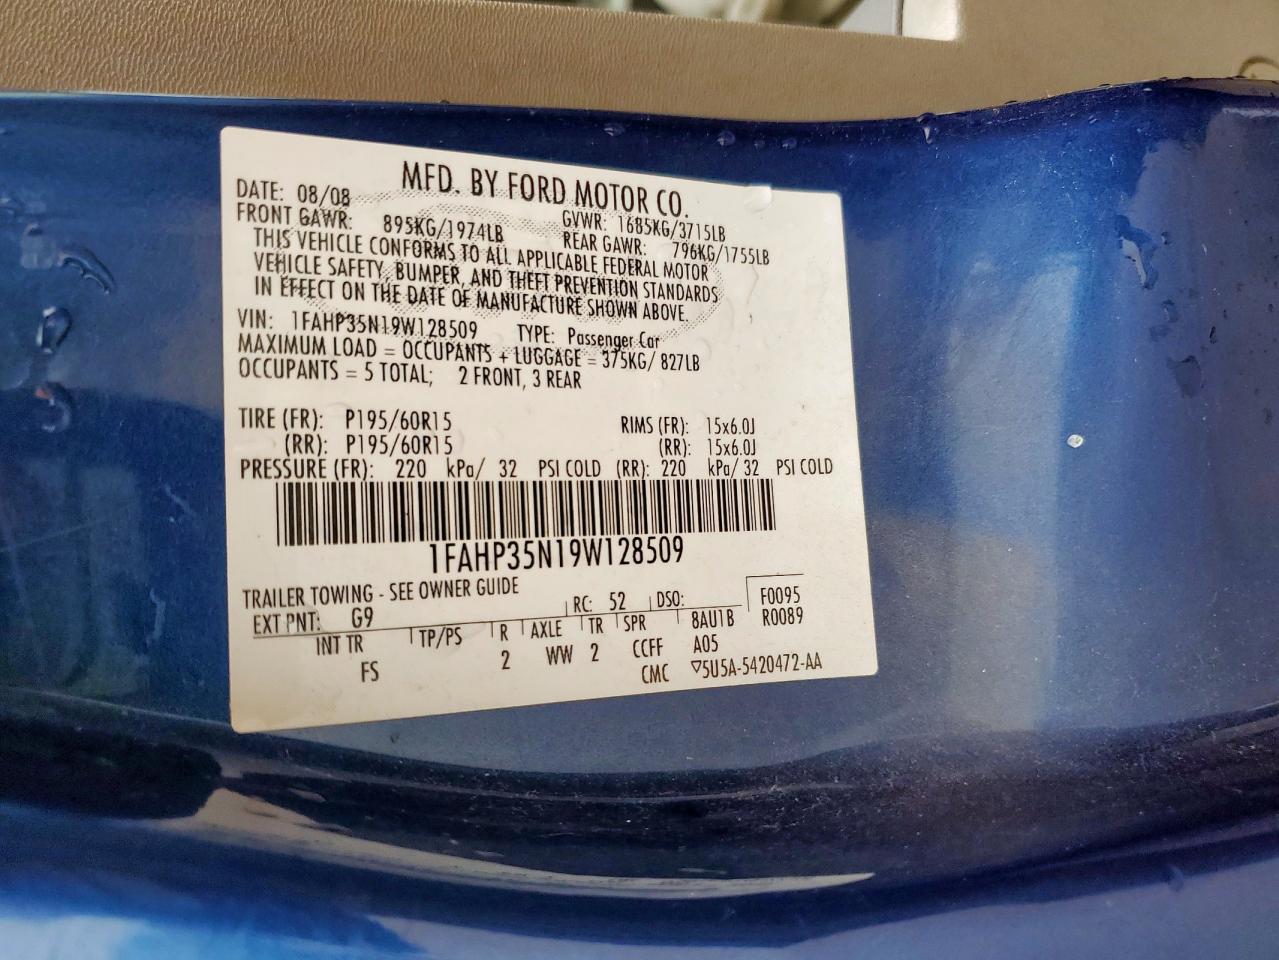 MFD. BY FORD MOTOR CO.
DATE: 08/08 GVWR: 1685KG/3715LB
FRONT GAWR: 895KG/1974LB REAR GAWR: 796KG/1755LB
THIS VEHICLE CONFORMS TO ALL APPLICABLE FEDERAL MOTOR
VEHICLE SAFETY, BUMPER, AND THEFT PREVENTION STANDARDS
IN EFFECT ON THE DATE OF MANUFACTURE SHOWN ABOVE.
VIN: 1FAHP35N19W128509 TYPE: Passenger Car
MAXIMUM LOAD = OCCUPANTS + LUGGAGE = 375KG/ 827LB
OCCUPANTS = 5 TOTAL; 2 FRONT, 3 REAR
TIRE (FR): P195/60R15 RIMS (FR): 15x6.0J
(RR): P195/60R15 (RR): 15x6.0J
PRESSURE (FR): 220 kPa/ 32 PSI COLD (RR): 220 kPa/ 32 PSI COLD
1FAHP35N19W128509
TRAILER TOWING - SEE OWNER GUIDE
EXT PNT: G9 RC: 52 DSO: F0095
R0089
INT TR TP/PS R AXLE TR SPR 8AU1B
FS 2 WW 2 CCFF A05
CMC ▽5U5A-5420472-AA